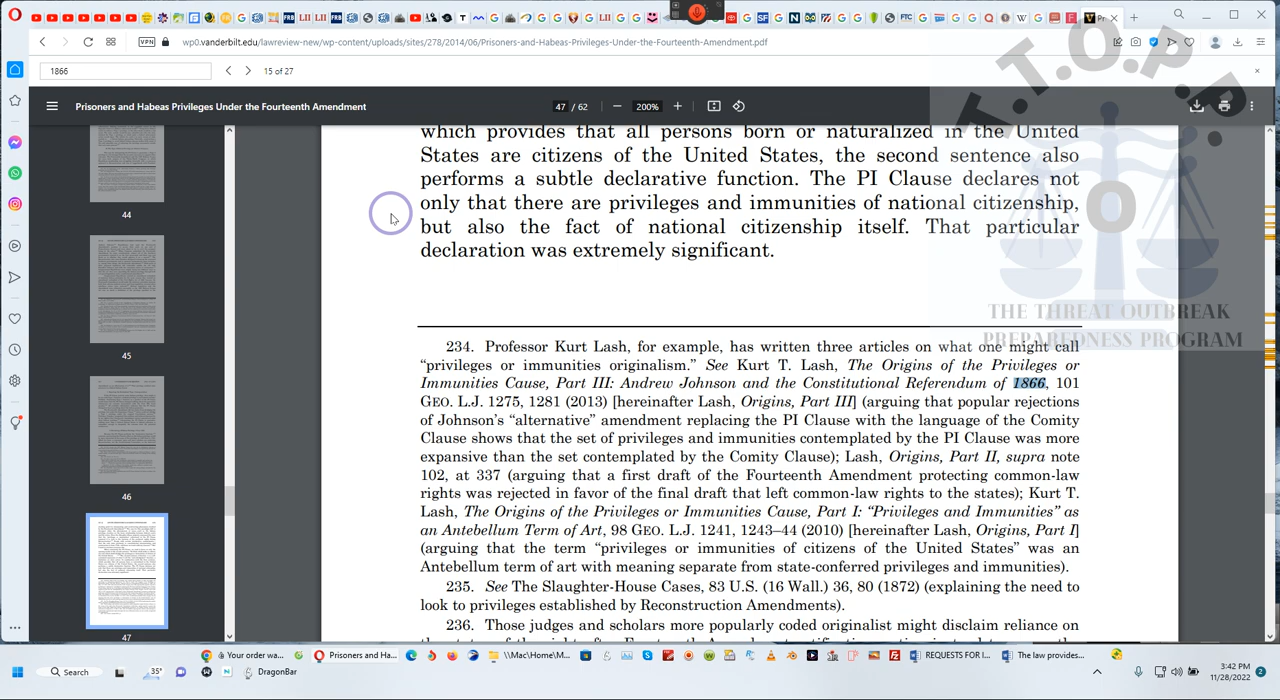 VPN
wp0.vanderbilt.edu/lawreview-new/wp-content/uploads/sites/278/2014/06/Prisoners-and-Habeas-Privileges-Under-the-Fourteenth-Amendment.pdf
1866
15 of 27
T.T.O.P.P.
Prisoners and Habeas Privileges Under the Fourteenth Amendment
47 / 62
200%
which provides that all persons born or naturalized in the United
States are citizens of the United States, the second sentence also
performs a subtle declarative function. The PI Clause declares not
only that there are privileges and immunities of national citizenship,
but also the fact of national citizenship itself. That particular
declaration was extremely significant.
THE THREAT OUTBREAK
PREPAREDNESS PROGRAM
44
45
46
47
234. Professor Kurt Lash, for example, has written three articles on what one might call
“privileges or immunities originalism.” See Kurt T. Lash, The Origins of the Privileges or
Immunities Cause, Part III: Andrew Johnson and the Constitutional Referendum of 1866, 101
GEO. L.J. 1275, 1281 (2013) [hereinafter Lash, Origins, Part III] (arguing that popular rejections
of Johnson’s “alternative” amendment replacing the PI Clause with the language of the Comity
Clause shows that the set of privileges and immunities contemplated by the PI Clause was more
expansive than the set contemplated by the Comity Clause); Lash, Origins, Part II, supra note
102, at 337 (arguing that a first draft of the Fourteenth Amendment protecting common-law
rights was rejected in favor of the final draft that left common-law rights to the states); Kurt T.
Lash, The Origins of the Privileges or Immunities Cause, Part I: “Privileges and Immunities” as
an Antebellum Term of Art, 98 GEO. L.J. 1241, 1243–44 (2010) [hereinafter Lash, Origins, Part I]
(arguing that the term “privileges or immunities of citizens of the United States” was an
Antebellum term of art with meaning separate from state-conferred privileges and immunities).
235. See The Slaughter-House Cases, 83 U.S. (16 Wall.) 36, 80 (1872) (explaining the need to
look to privileges established by Reconstruction Amendments).
236. Those judges and scholars more popularly coded originalist might disclaim reliance on
Search
35°
DragonBar
Your order wa...
Prisoners and Ha...
\\Mac\Home\M...
REQUESTS FOR I...
The law provides...
3:42 PM
11/28/2022